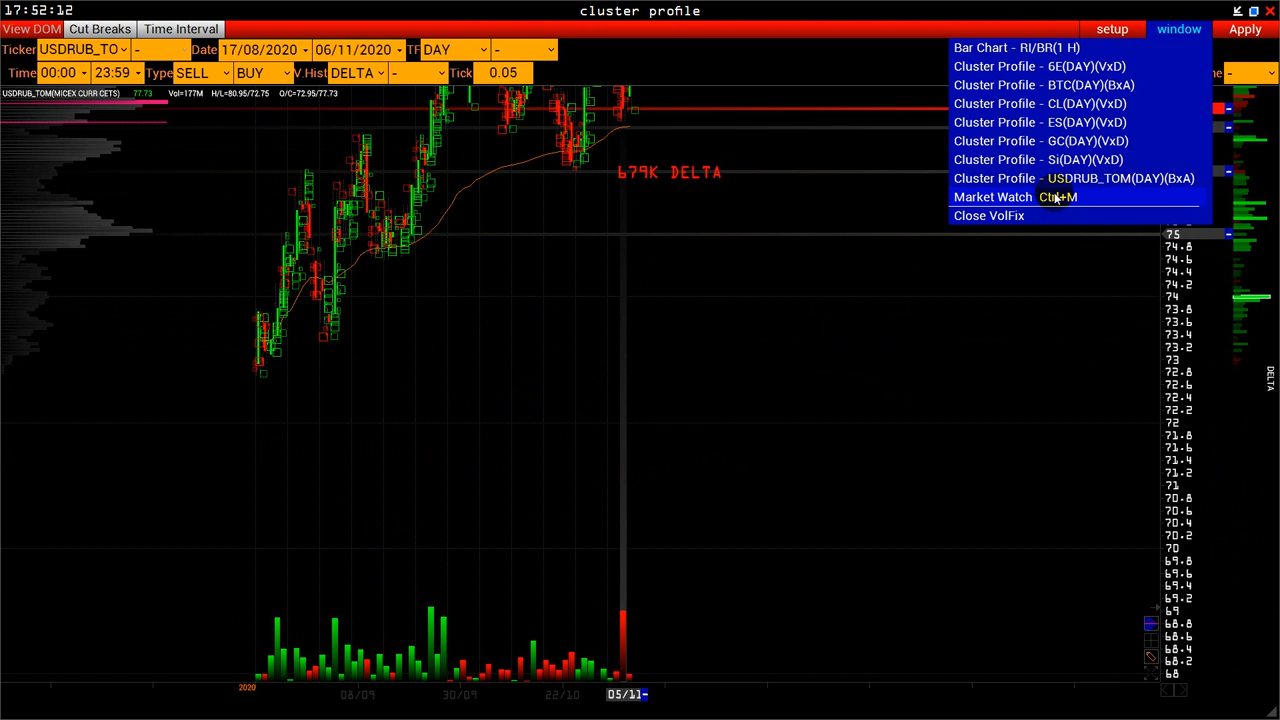 17:52:12
cluster profile
View DOM Cut Breaks Time Interval
setup window Apply
Ticker USDRUB_TO - Date 17/08/2020 - 06/11/2020 TF DAY -
Time 00:00 23:59 Type SELL BUY V.Hist DELTA - Tick 0.05
-
Bar Chart - RI/BR(1 H)
Cluster Profile - 6E(DAY)(VxD)
Cluster Profile - BTC(DAY)(BxA)
Cluster Profile - CL(DAY)(VxD)
Cluster Profile - ES(DAY)(VxD)
Cluster Profile - GC(DAY)(VxD)
Cluster Profile - Si(DAY)(VxD)
Cluster Profile - USDRUB_TOM(DAY)(BxA)
Market Watch Ctrl+M
Close VolFix
USDRUB_TOM(MICEX CURR CETS) 77.73 Vol=177M H/L=80.95/72.75 O/C=72.95/77.73
679K DELTA
75
74.8
74.6
74.4
74.2
74
73.8
73.6
73.4
73.2
73
72.8
72.6
72.4
72.2
72
71.8
71.6
71.4
71.2
71
70.8
70.6
70.4
70.2
70
69.8
69.6
69.4
69.2
69
68.8
68.6
68.4
68.2
68
DELTA
2020 08/09 30/09 22/10 05/11